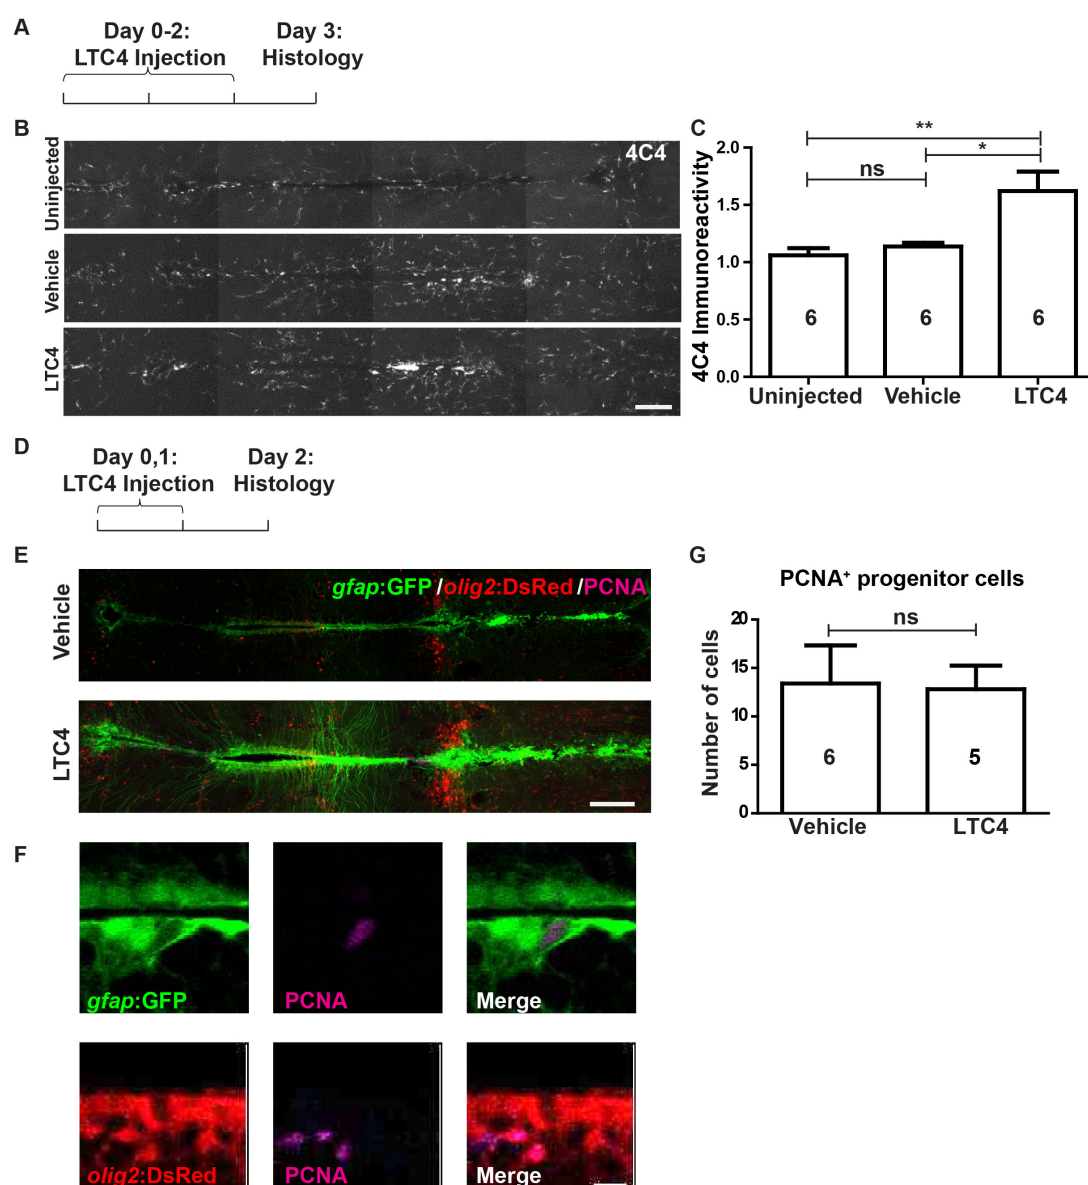 A
Day 0-2:
LTC4 Injection
Day 3:
Histology
B
Uninjected
4C4
Vehicle
LTC4
C
4C4 Immunoreactivity
2.0
1.5
1.0
0.5
0.0
**
*
ns
6
6
6
Uninjected
Vehicle
LTC4
D
Day 0,1:
LTC4 Injection
Day 2:
Histology
E
Vehicle
gfap:GFP /olig2:DsRed /PCNA
LTC4
G
PCNA⁺ progenitor cells
Number of cells
20
15
10
5
0
ns
6
5
Vehicle
LTC4
F
gfap:GFP
PCNA
Merge
olig2:DsRed
PCNA
Merge